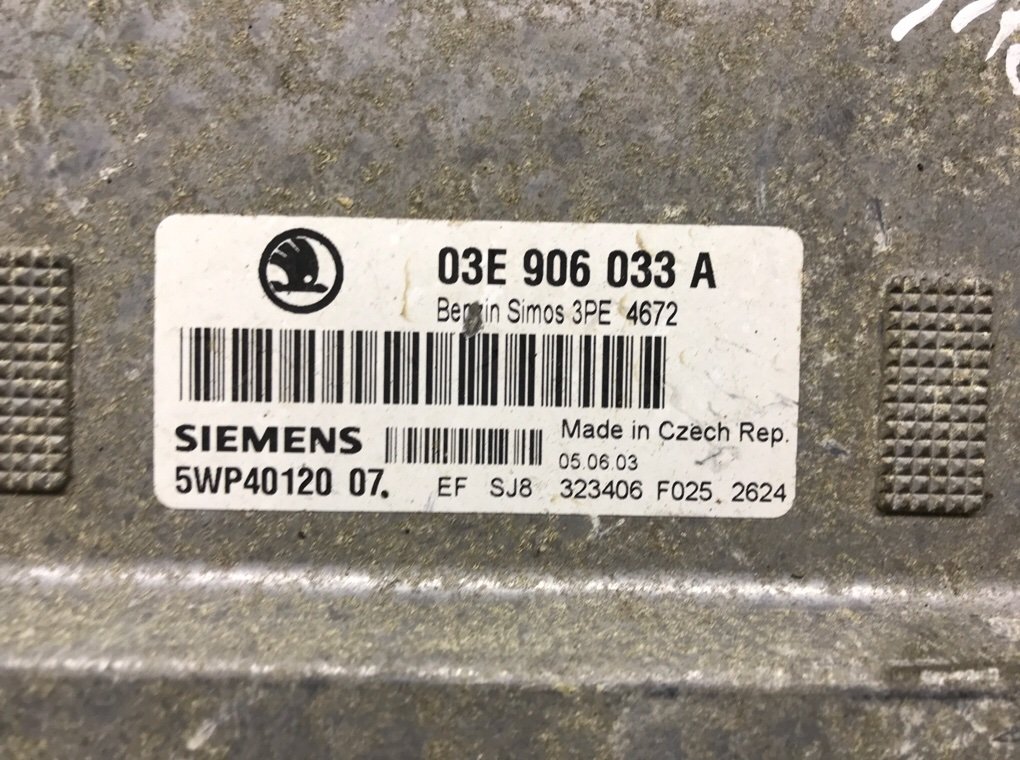 03E 906 033 A
Benzin Simos 3PE 4672
SIEMENS
Made in Czech Rep.
05.06.03
5WP40120 07.
EF SJ8 323406 F025. 2624